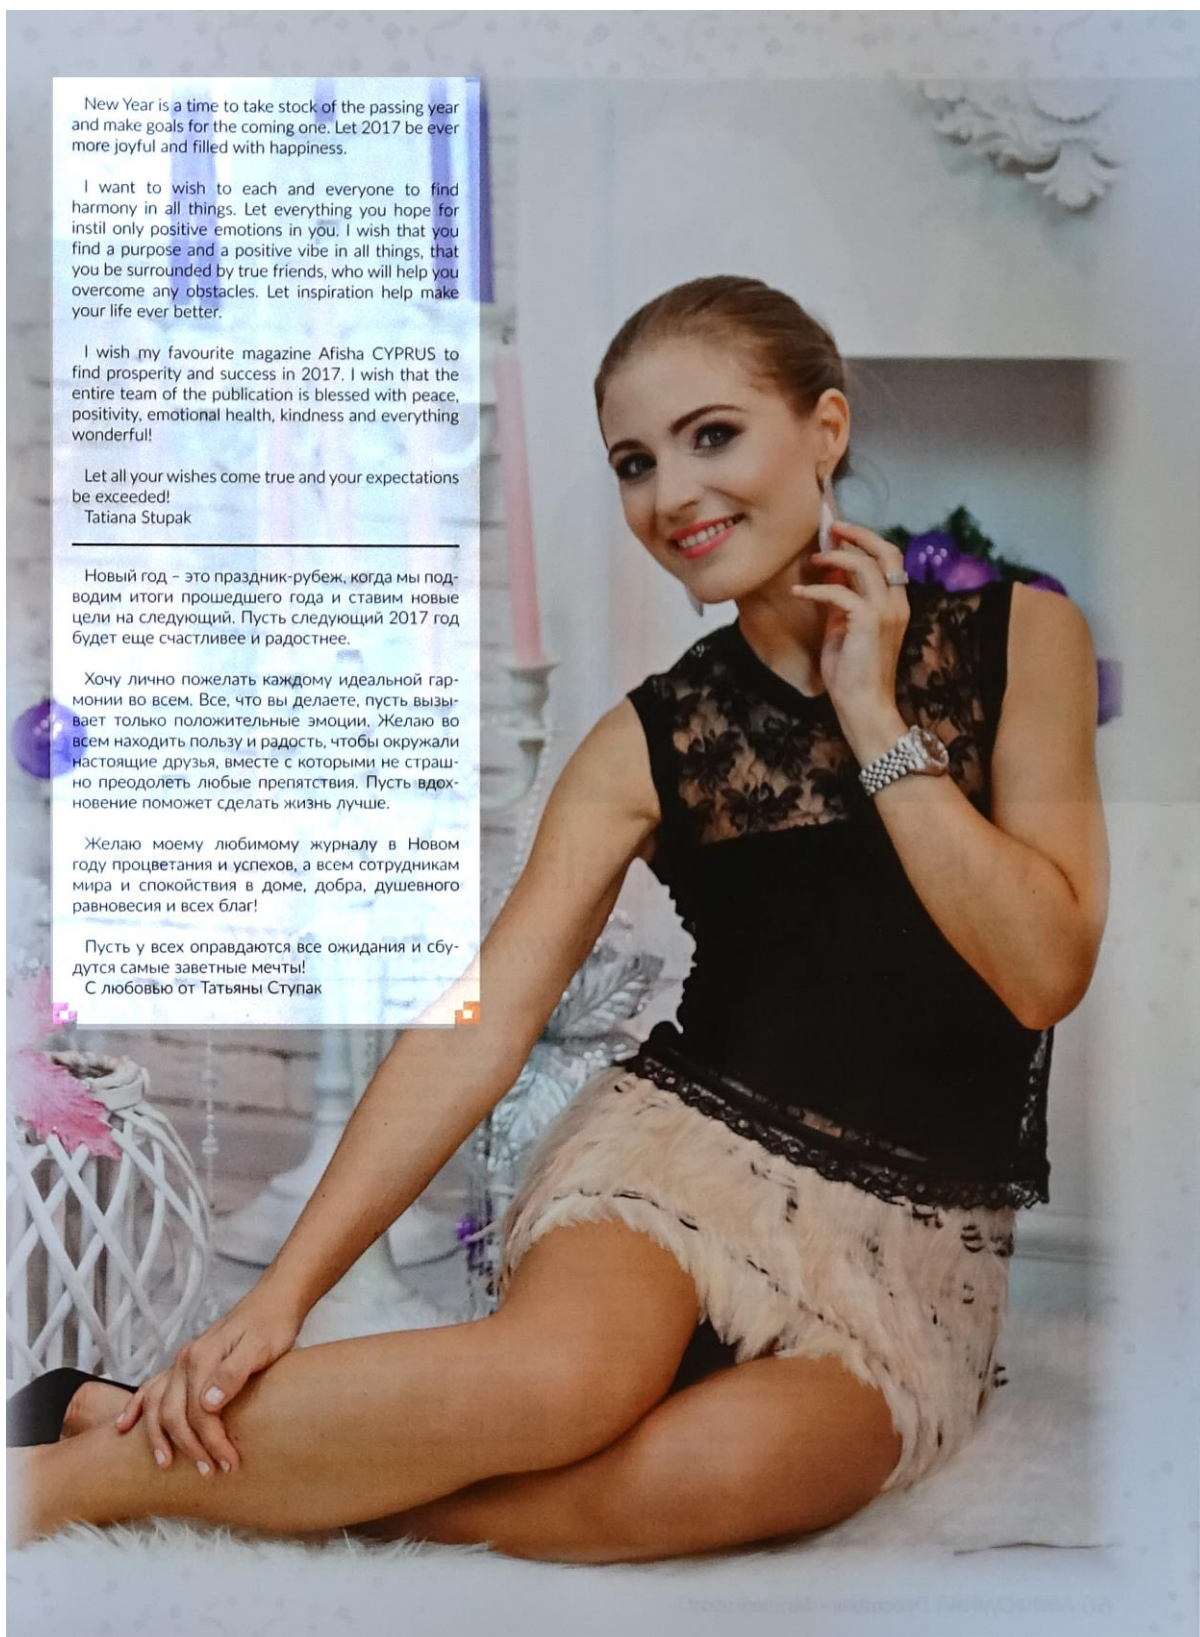 New Year is a time to take stock of the passing year
and make goals for the coming one. Let 2017 be ever
more joyful and filled with happiness.
I want to wish to each and everyone to find
harmony in all things. Let everything you hope for
instil only positive emotions in you. I wish that you
find a purpose and a positive vibe in all things, that
you be surrounded by true friends, who will help you
overcome any obstacles. Let inspiration help make
your life ever better.
I wish my favourite magazine Afisha CYPRUS to
find prosperity and success in 2017. I wish that the
entire team of the publication is blessed with peace,
positivity, emotional health, kindness and everything
wonderful!
Let all your wishes come true and your expectations
be exceeded!
Tatiana Stupak
Новый год – это праздник-рубеж, когда мы под-
водим итоги прошедшего года и ставим новые
цели на следующий. Пусть следующий 2017 год
будет еще счастливее и радостнее.
Хочу лично пожелать каждому идеальной гар-
монии во всем. Все, что вы делаете, пусть вызы-
вает только положительные эмоции. Желаю во
всем находить пользу и радость, чтобы окружали
настоящие друзья, вместе с которыми не страш-
но преодолеть любые препятствия. Пусть вдох-
новение поможет сделать жизнь лучше.
Желаю моему любимому журналу в Новом
году процветания и успехов, а всем сотрудникам
мира и спокойствия в доме, добра, душевного
равновесия и всех благ!
Пусть у всех оправдаются все ожидания и сбу-
дутся самые заветные мечты!
С любовью от Татьяны Ступак